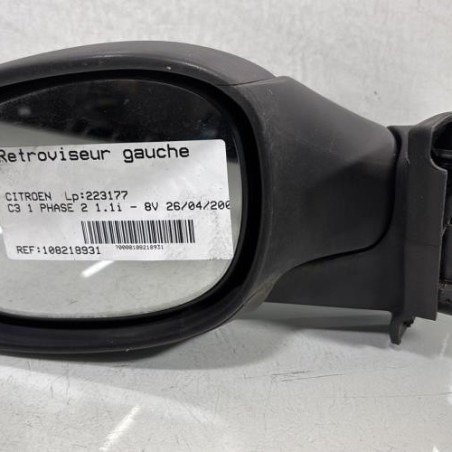 Retroviseur gauche
CITROEN Lp:223177
C3 1 PHASE 2 1.1i - 8V 26/04/200
REF:108218931